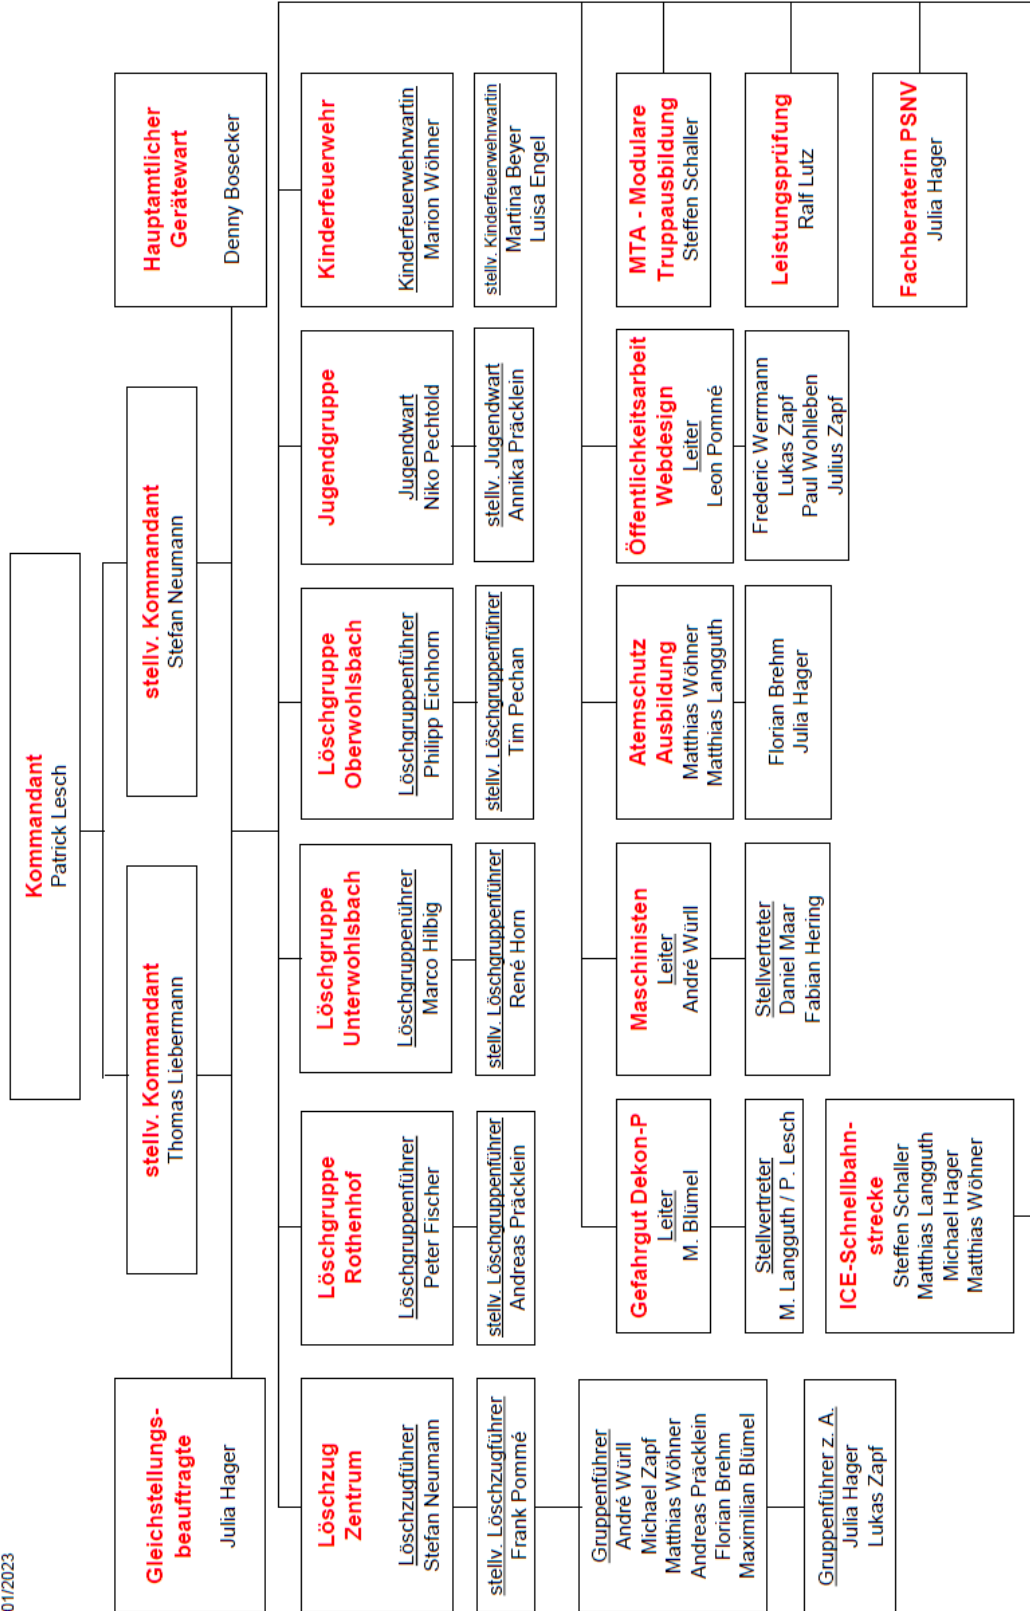 01/2023
Kommandant
Patrick Lesch
stellv. Kommandant
Thomas Liebermann
stellv. Kommandant
Stefan Neumann
Gleichstellungs-
beauftragte
Julia Hager
Hauptamtlicher
Gerätewart
Denny Bosecker
Löschzug
Zentrum
Löschzugführer
Stefan Neumann
stellv. Löschzugführer
Frank Pommé
Gruppenführer
André Würll
Michael Zapf
Matthias Wöhner
Andreas Präcklein
Florian Brehm
Maximilian Blümel
Gruppenführer z. A.
Julia Hager
Lukas Zapf
Löschgruppe
Rothenhof
Löschgruppenführer
Peter Fischer
stellv. Löschgruppenführer
Andreas Präcklein
Löschgruppe
Unterwohlsbach
Löschgruppenührer
Marco Hilbig
stellv. Löschgruppenführer
René Horn
Löschgruppe
Oberwohlsbach
Löschgruppenführer
Philipp Eichhorn
stellv. Löschgruppenführer
Tim Pechan
Jugendgruppe
Jugendwart
Niko Pechtold
stellv. Jugendwart
Annika Präcklein
Kinderfeuerwehr
Kinderfeuerwehrwartin
Marion Wöhner
stellv. Kinderfeuerwehrwartin
Martina Beyer
Luisa Engel
Gefahrgut Dekon-P
Leiter
M. Blümel
Stellvertreter
M. Langguth / P. Lesch
ICE-Schnellbahn-
strecke
Steffen Schaller
Matthias Langguth
Michael Hager
Matthias Wöhner
Maschinisten
Leiter
André Würll
Stellvertreter
Daniel Maar
Fabian Hering
Atemschutz
Ausbildung
Matthias Wöhner
Matthias Langguth
Florian Brehm
Julia Hager
Öffentlichkeitsarbeit
Webdesign
Leiter
Leon Pommé
Frederic Werrmann
Lukas Zapf
Paul Wohlleben
Julius Zapf
MTA - Modulare
Truppausbildung
Steffen Schaller
Leistungsprüfung
Ralf Lutz
Fachberaterin PSNV
Julia Hager